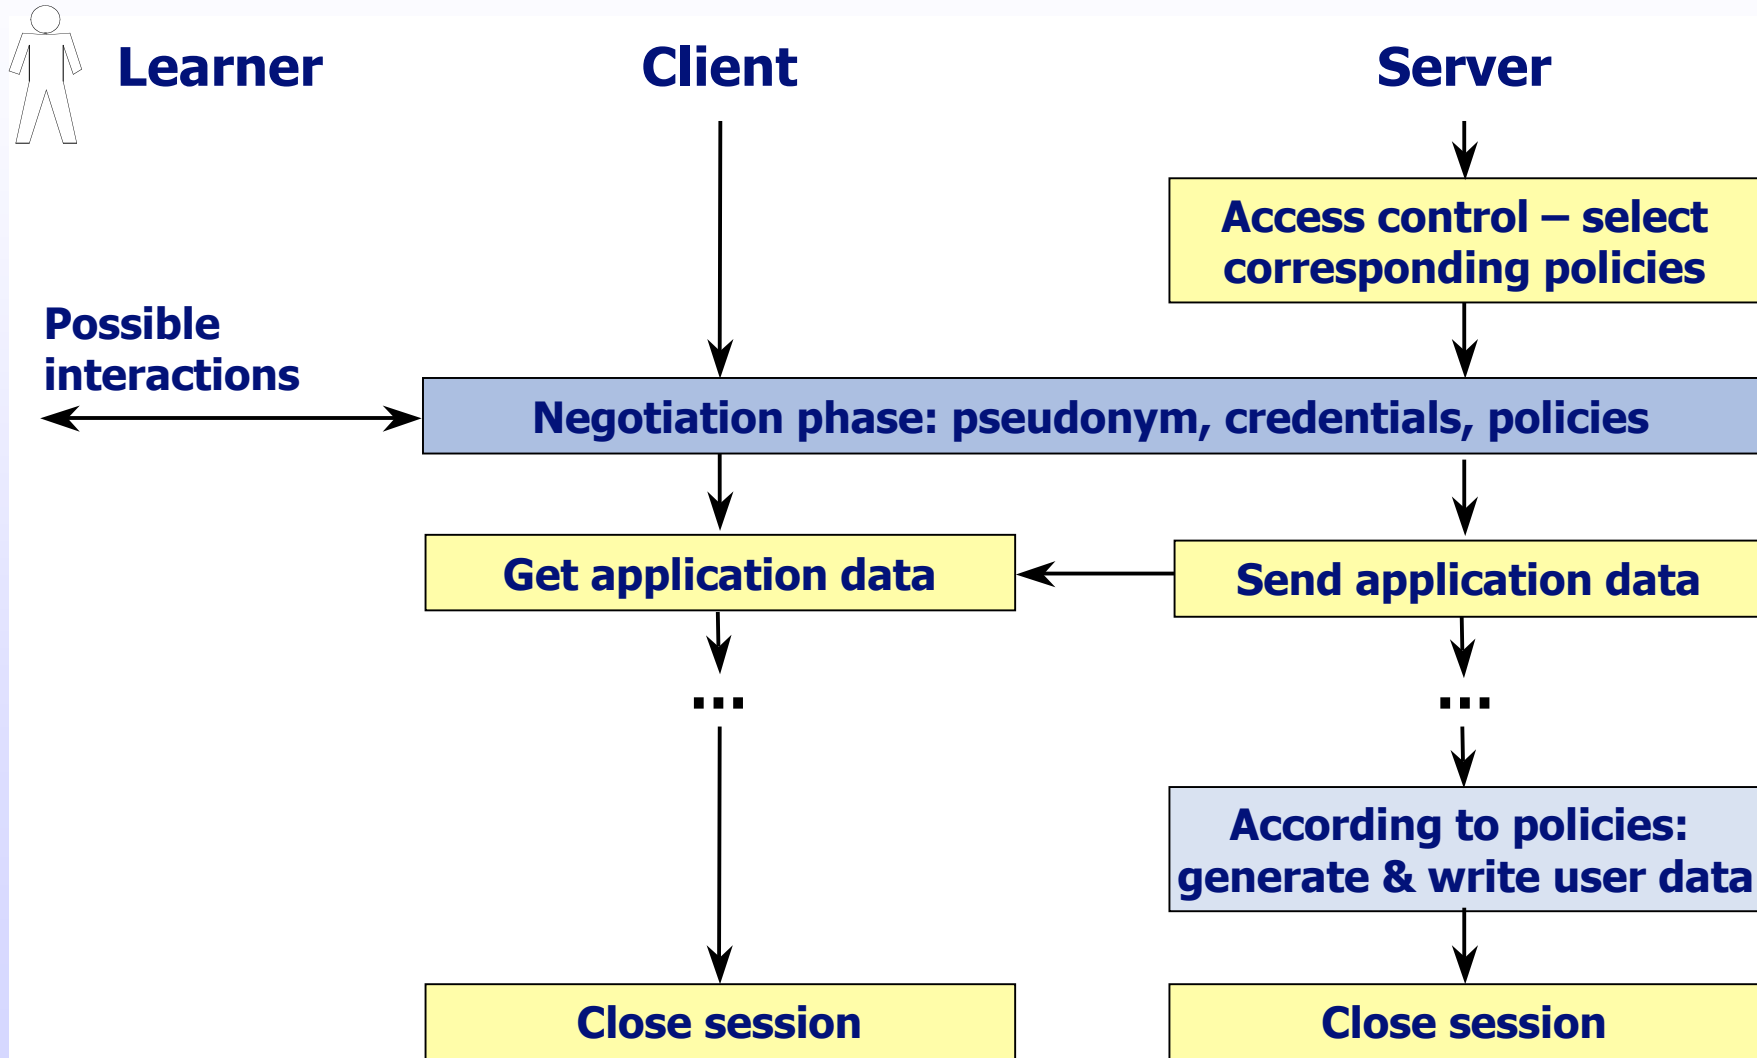 Learner
Client
Server
Access control – select
corresponding policies
Possible
interactions
Negotiation phase: pseudonym, credentials, policies
Get application data
Send application data
...
...
According to policies:
generate & write user data
Close session
Close session